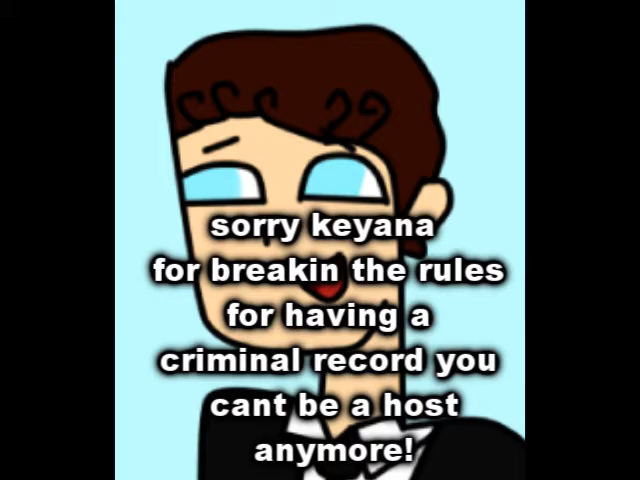 sorry keyana
for breakin the rules
for having a
criminal record you
cant be a host
anymore!